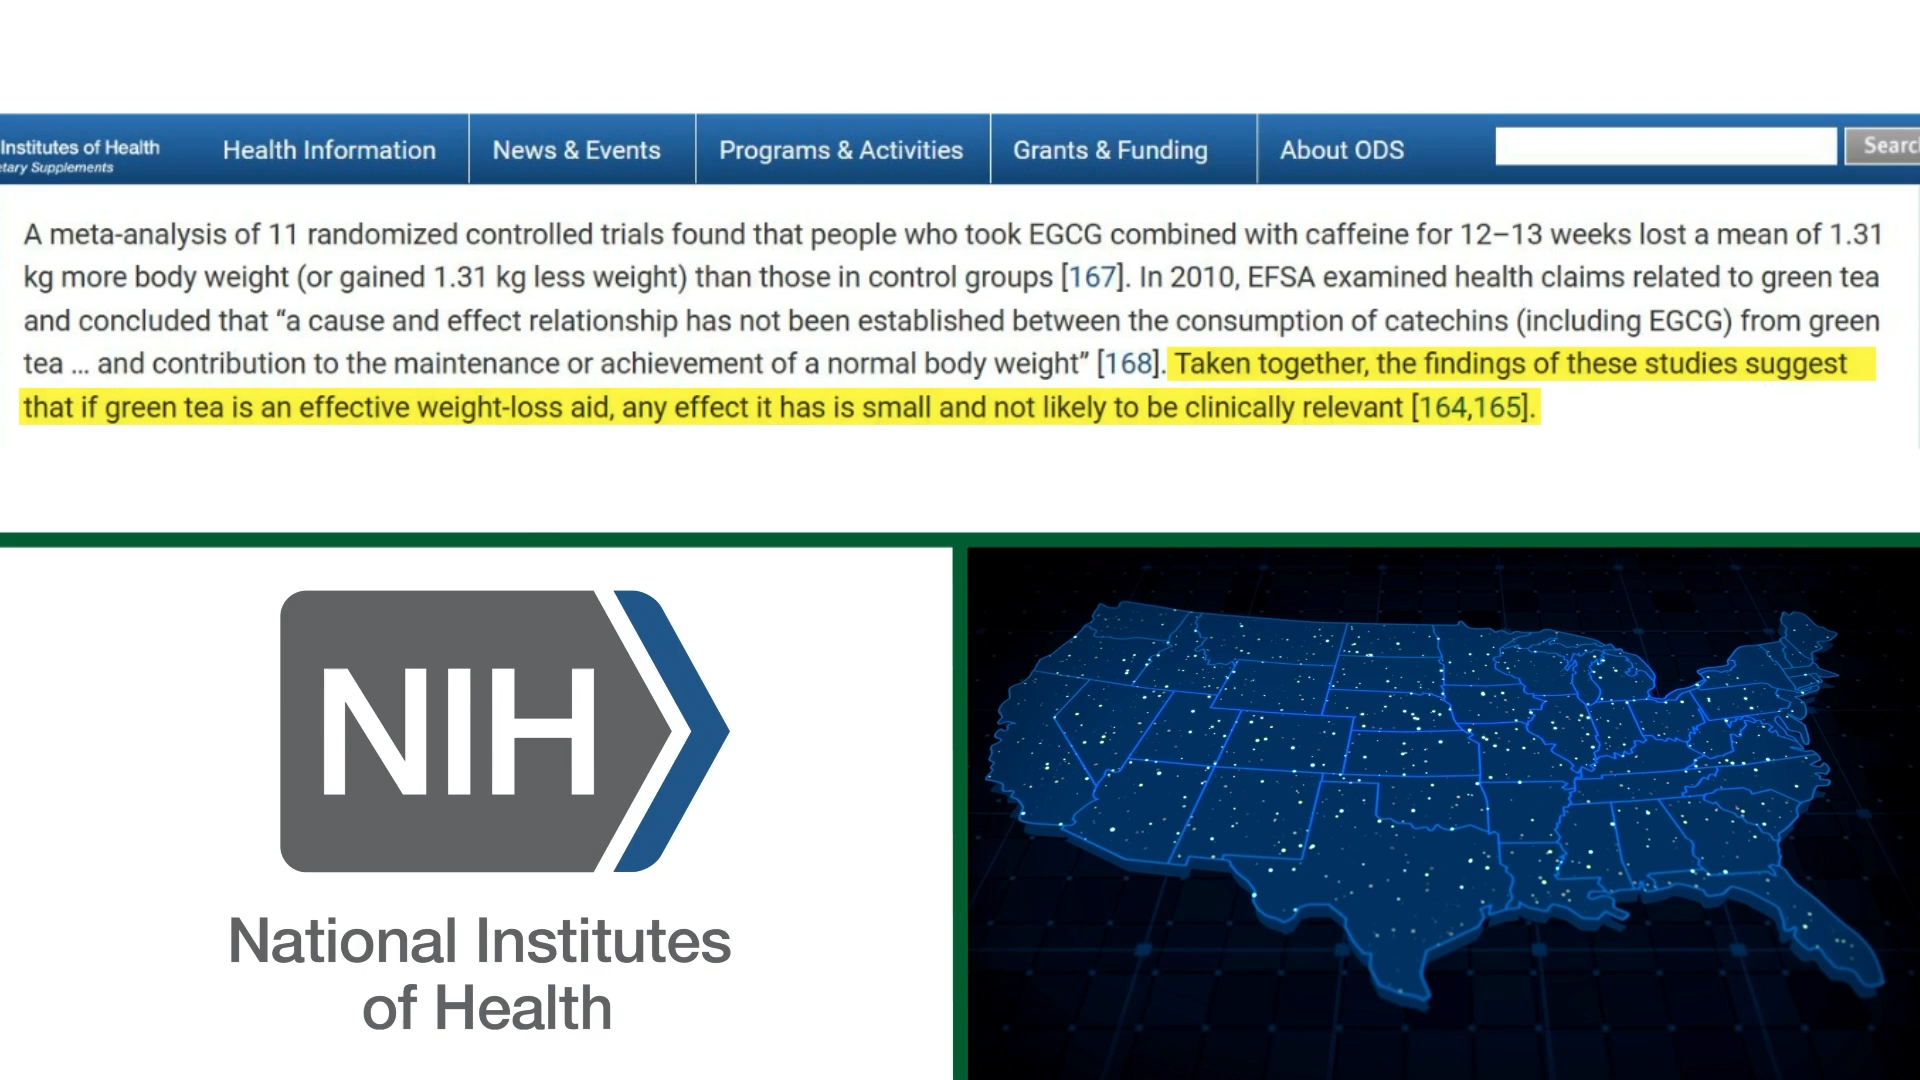 Institutes of Health
Health Information
News & Events
Programs & Activities
Grants & Funding
About ODS
etary Supplements
A meta-analysis of 11 randomized controlled trials found that people who took EGCG combined with caffeine for 12–13 weeks lost a mean of 1.31
kg more body weight (or gained 1.31 kg less weight) than those in control groups [167]. In 2010, EFSA examined health claims related to green tea
and concluded that “a cause and effect relationship has not been established between the consumption of catechins (including EGCG) from green
tea ... and contribution to the maintenance or achievement of a normal body weight” [168]. Taken together, the findings of these studies suggest
that if green tea is an effective weight-loss aid, any effect it has is small and not likely to be clinically relevant [164,165].
NIH
National Institutes
of Health